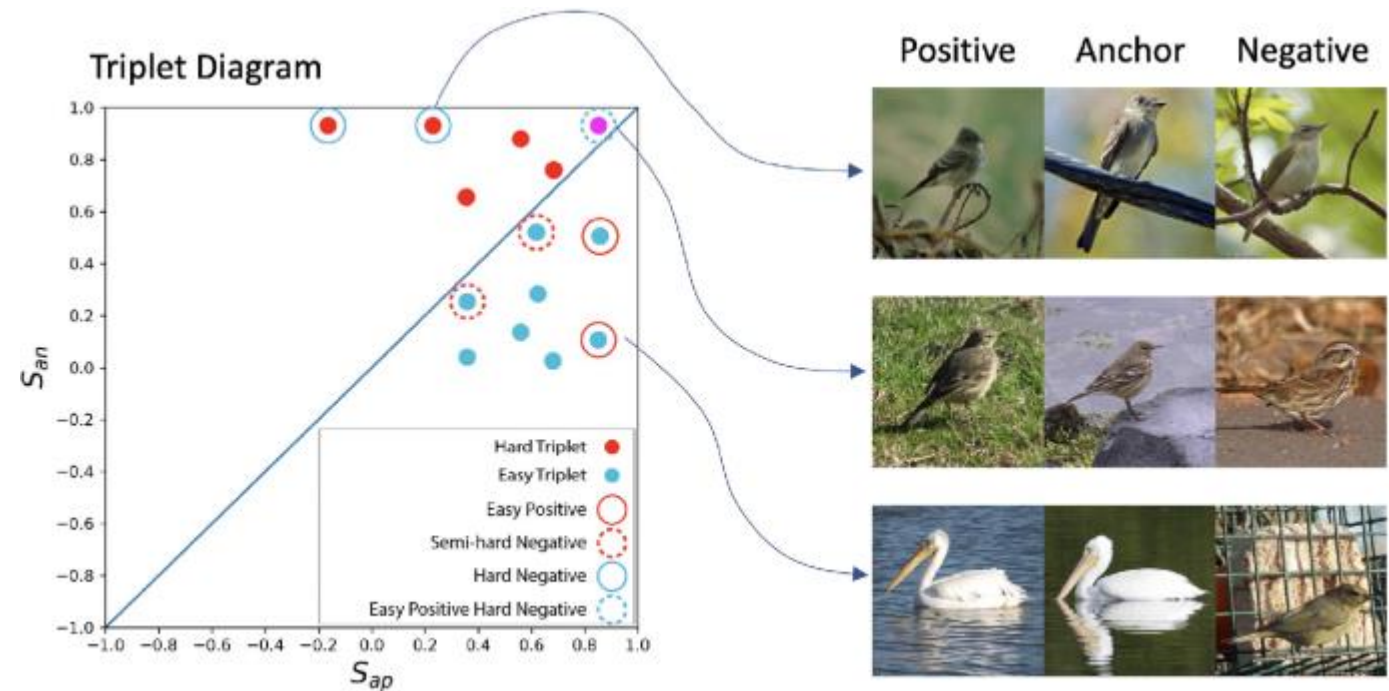 Triplet Diagram
Positive Anchor Negative
1.0
0.8
0.6
0.4
0.2
0.0
−0.2
−0.4
−0.6
−0.8
−1.0
San
Hard Triplet
Easy Triplet
Easy Positive
Semi-hard Negative
Hard Negative
Easy Positive Hard Negative
−1.0 −0.8 −0.6 −0.4 −0.2 0.0 0.2 0.4 0.6 0.8 1.0
Sap